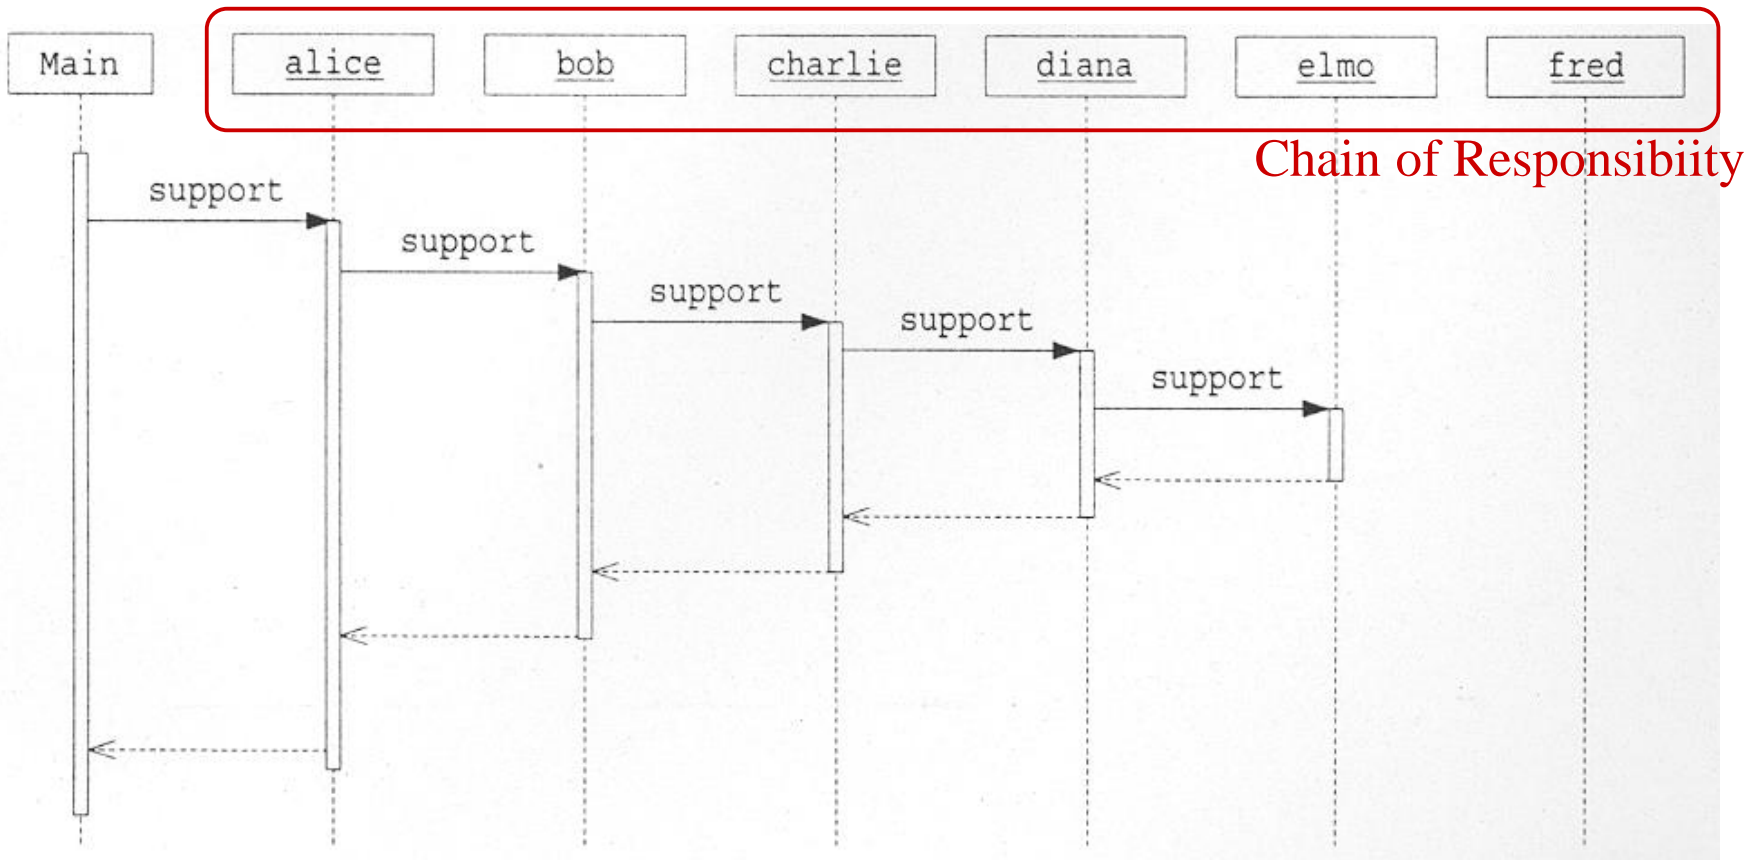 Main alice bob charlie diana elmo fred
Chain of Responsibiity
support
support
support
support
support